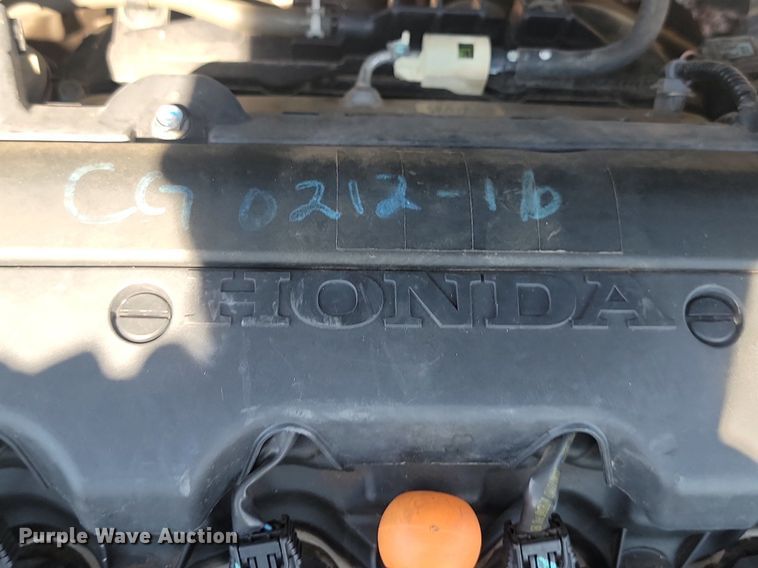 CG 0212-16
HONDA
Purple Wave Auction